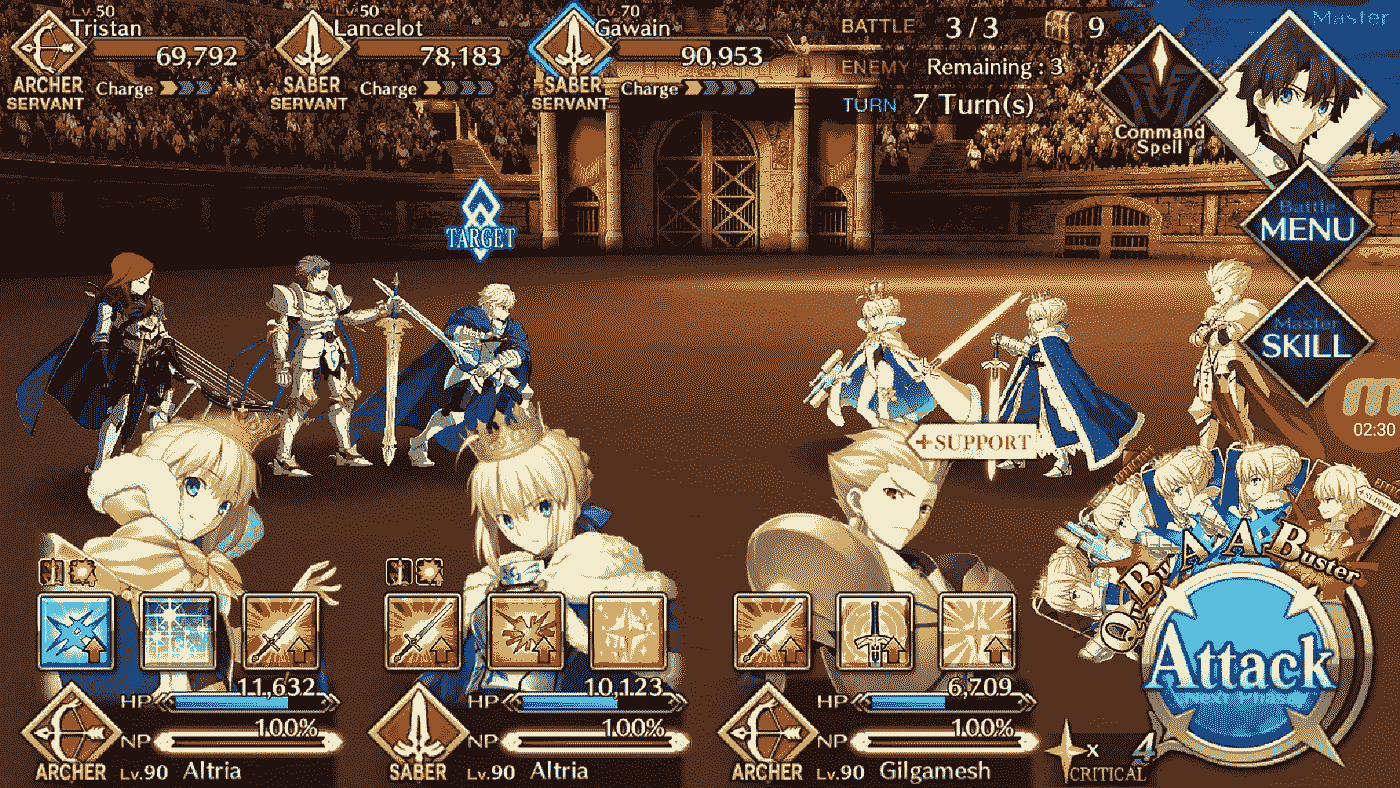 Lv.50
Tristan
69,792
ARCHER
SERVANT
Charge
Lv.50
Lancelot
78,183
SABER
SERVANT
Charge
Lv.70
Gawain
90,953
SABER
SERVANT
Charge
BATTLE 3/3 9
ENEMY Remaining : 3
TURN 7 Turn(s)
Master
Command
Spell
Battle
MENU
Master
SKILL
02:30
TARGET
+SUPPORT
Buster
Attack
HP 11,632
NP 100%
ARCHER Lv.90 Altria
HP 10,123
NP 100%
SABER Lv.90 Altria
HP 6,709
NP 100%
ARCHER Lv.90 Gilgamesh
x 4
CRITICAL